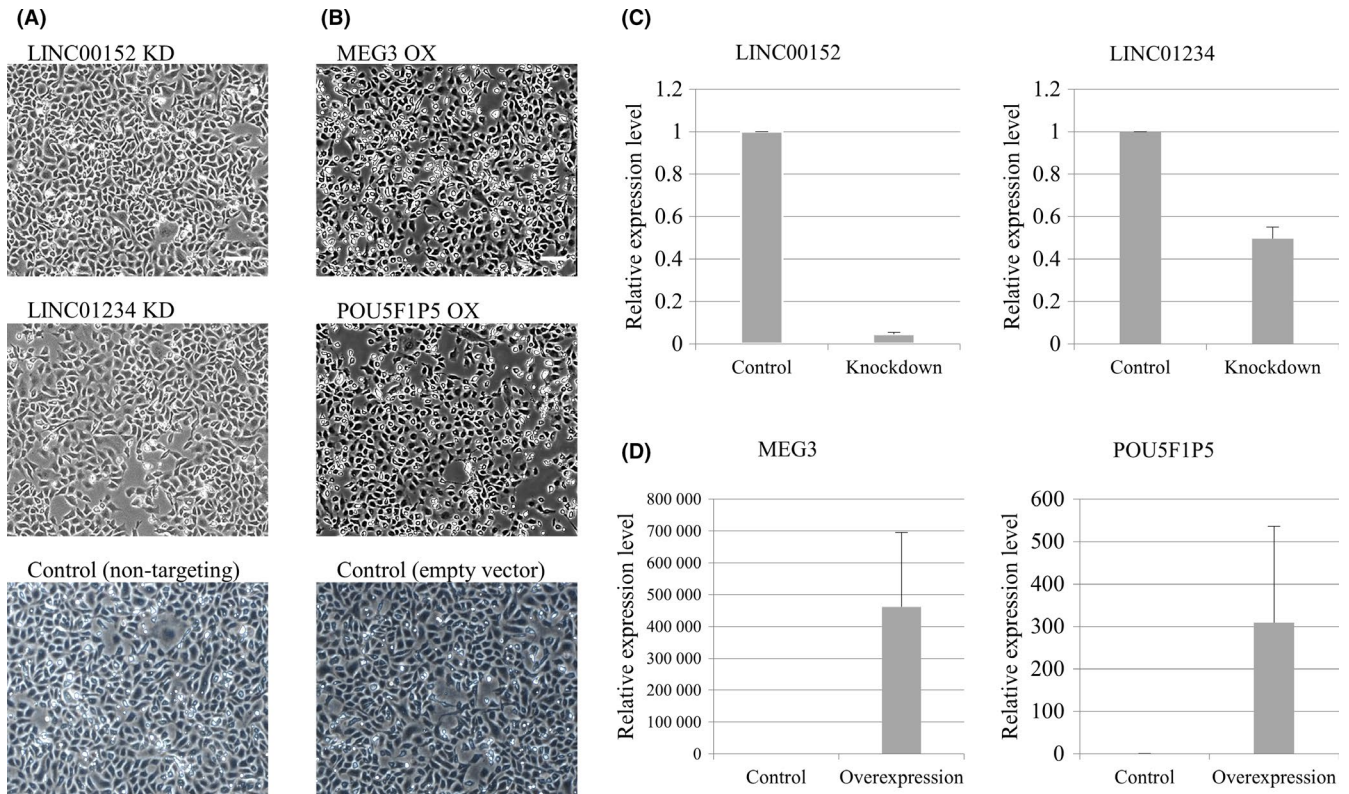 (A)
LINC00152 KD
LINC01234 KD
Control (non-targeting)
(B)
MEG3 OX
POU5F1P5 OX
Control (empty vector)
(C)
LINC00152
Relative expression level
1.2
1
0.8
0.6
0.4
0.2
0
Control Knockdown
LINC01234
Relative expression level
1.2
1
0.8
0.6
0.4
0.2
0
Control Knockdown
(D)
MEG3
Relative expression level
800 000
700 000
600 000
500 000
400 000
300 000
200 000
100 000
0
Control Overexpression
POU5F1P5
Relative expression level
600
500
400
300
200
100
0
Control Overexpression